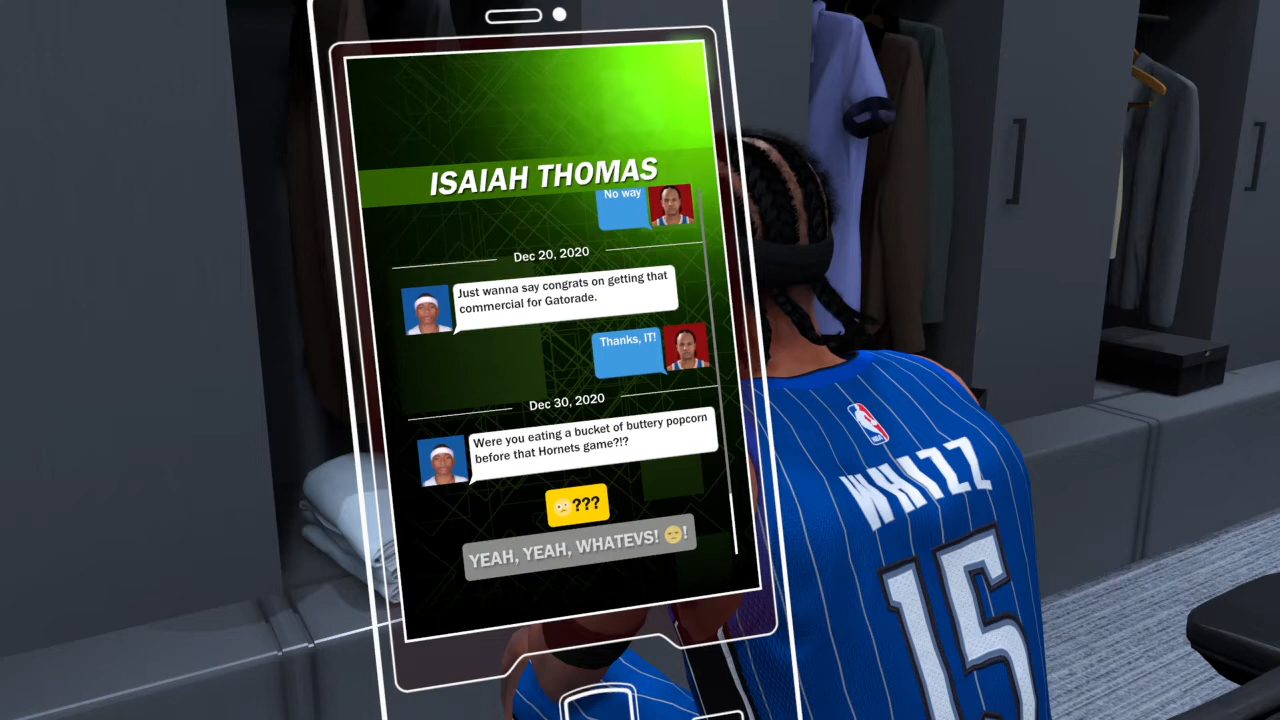 ISAIAH THOMAS
No way
Dec 20, 2020
Just wanna say congrats on getting that
commercial for Gatorade.
Thanks, IT!
Dec 30, 2020
Were you eating a bucket of buttery popcorn
before that Hornets game?!?
???
YEAH, YEAH, WHATEVS! !
NBA
WHIZZ
15